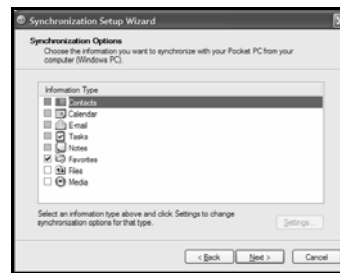 Synchronization Setup Wizard
Synchronization Options
Choose the information you want to synchronize with your Pocket PC from your
computer (Windows PC).
Information Type
Contacts
Calendar
E-mail
Tasks
Notes
Favorites
Files
Media
Select an information type above and click Settings to change
synchronization options for that type.
Settings...
< Back
Next >
Cancel